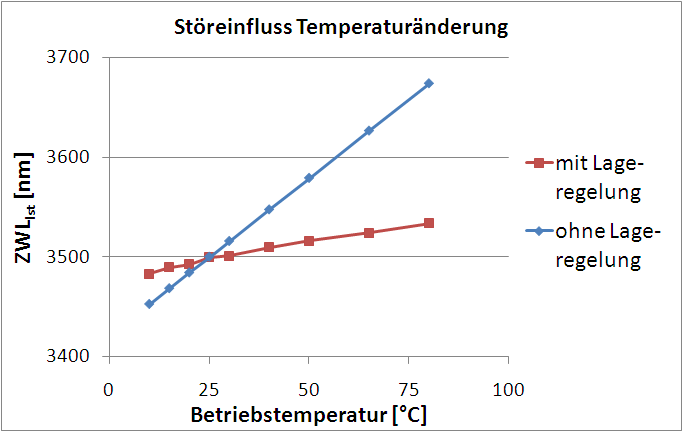 Störeinfluss Temperaturänderung
3700
3600
3500
3400
ZWLIst [nm]
0
25
50
75
100
Betriebstemperatur [°C]
mit Lage-
regelung
ohne Lage-
regelung